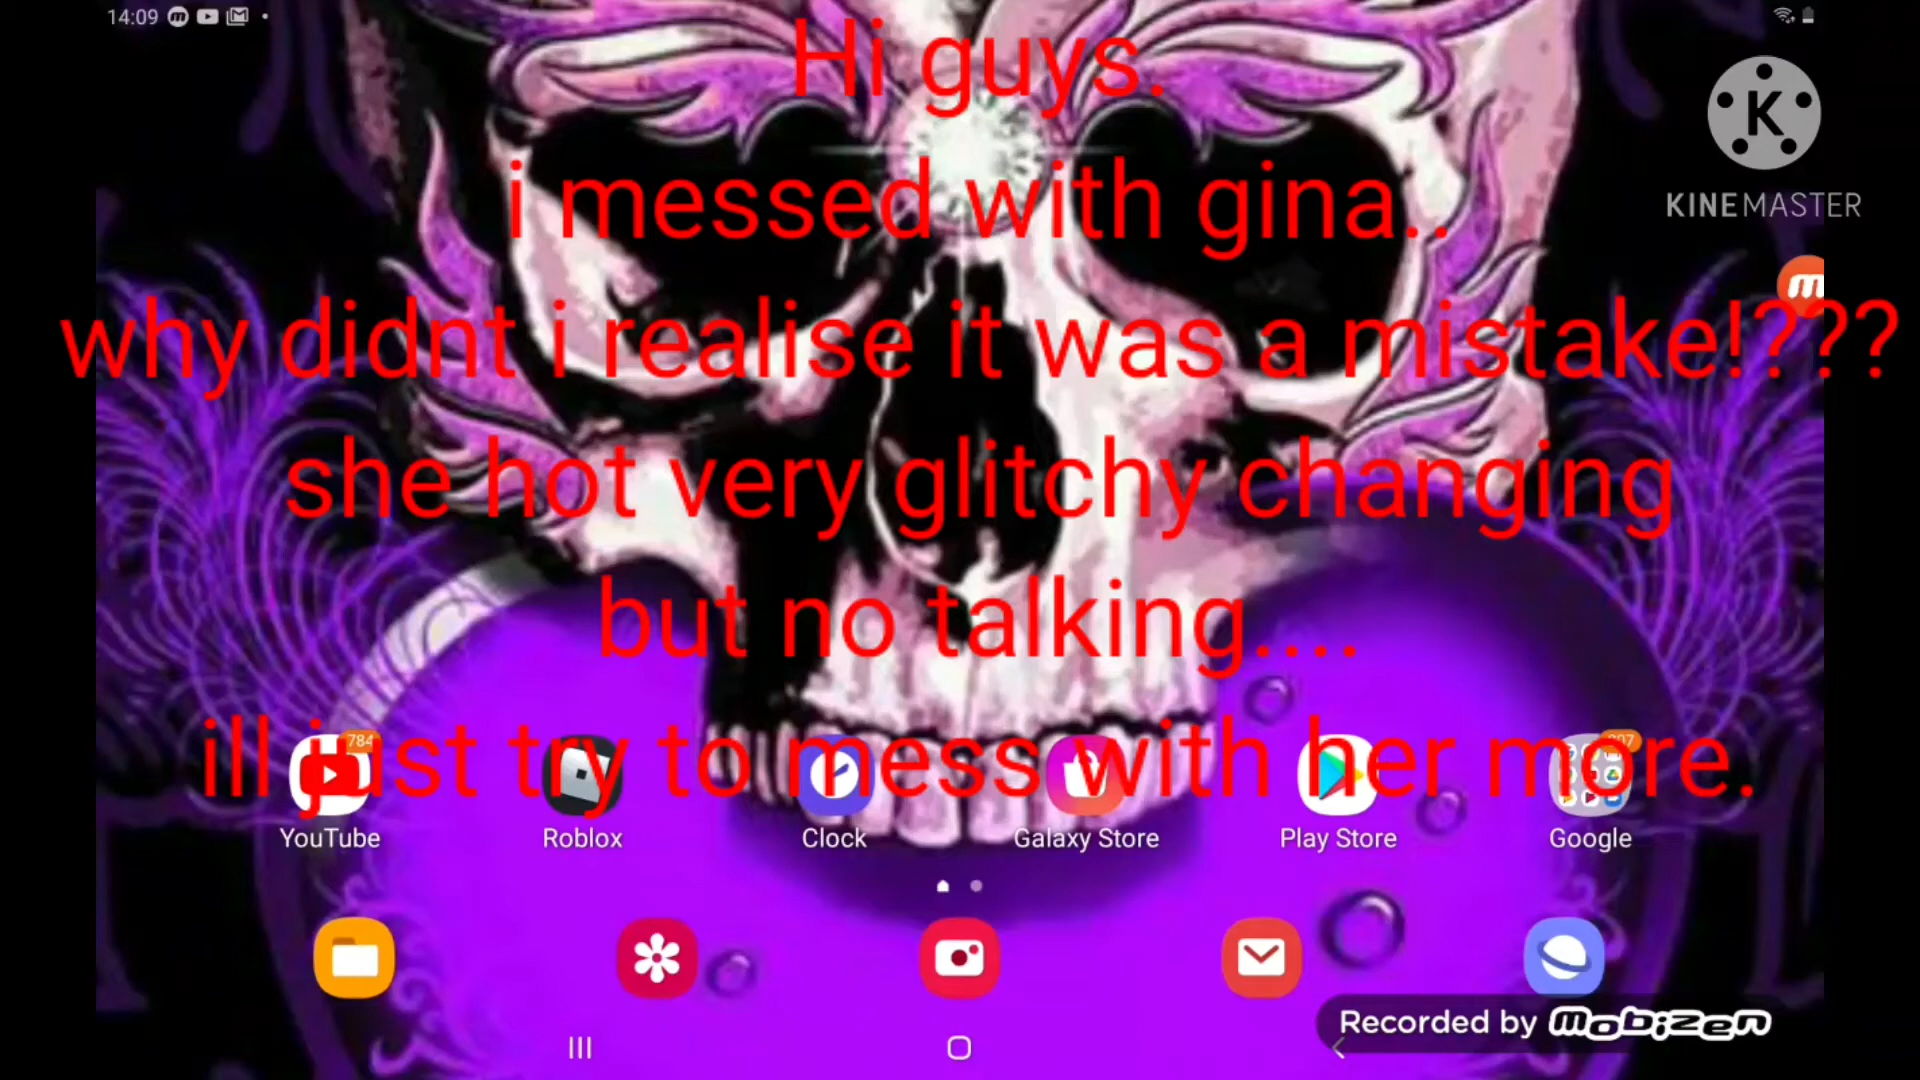 14:09
Hi guys.
K
KINEMASTER
i messed with gina..
m
why didnt i realise it was a mistake!???
she hot very glitchy changing
but no talking....
ill just try to mess with her more.
784
YouTube
Roblox
Clock
Galaxy Store
Play Store
Google
Recorded by mobizen